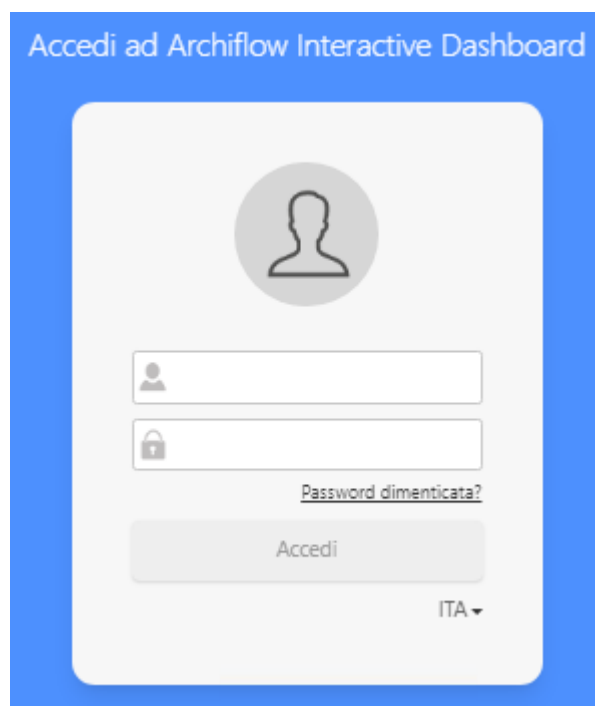 Accedi ad Archiflow Interactive Dashboard
Password dimenticata?
Accedi
ITA